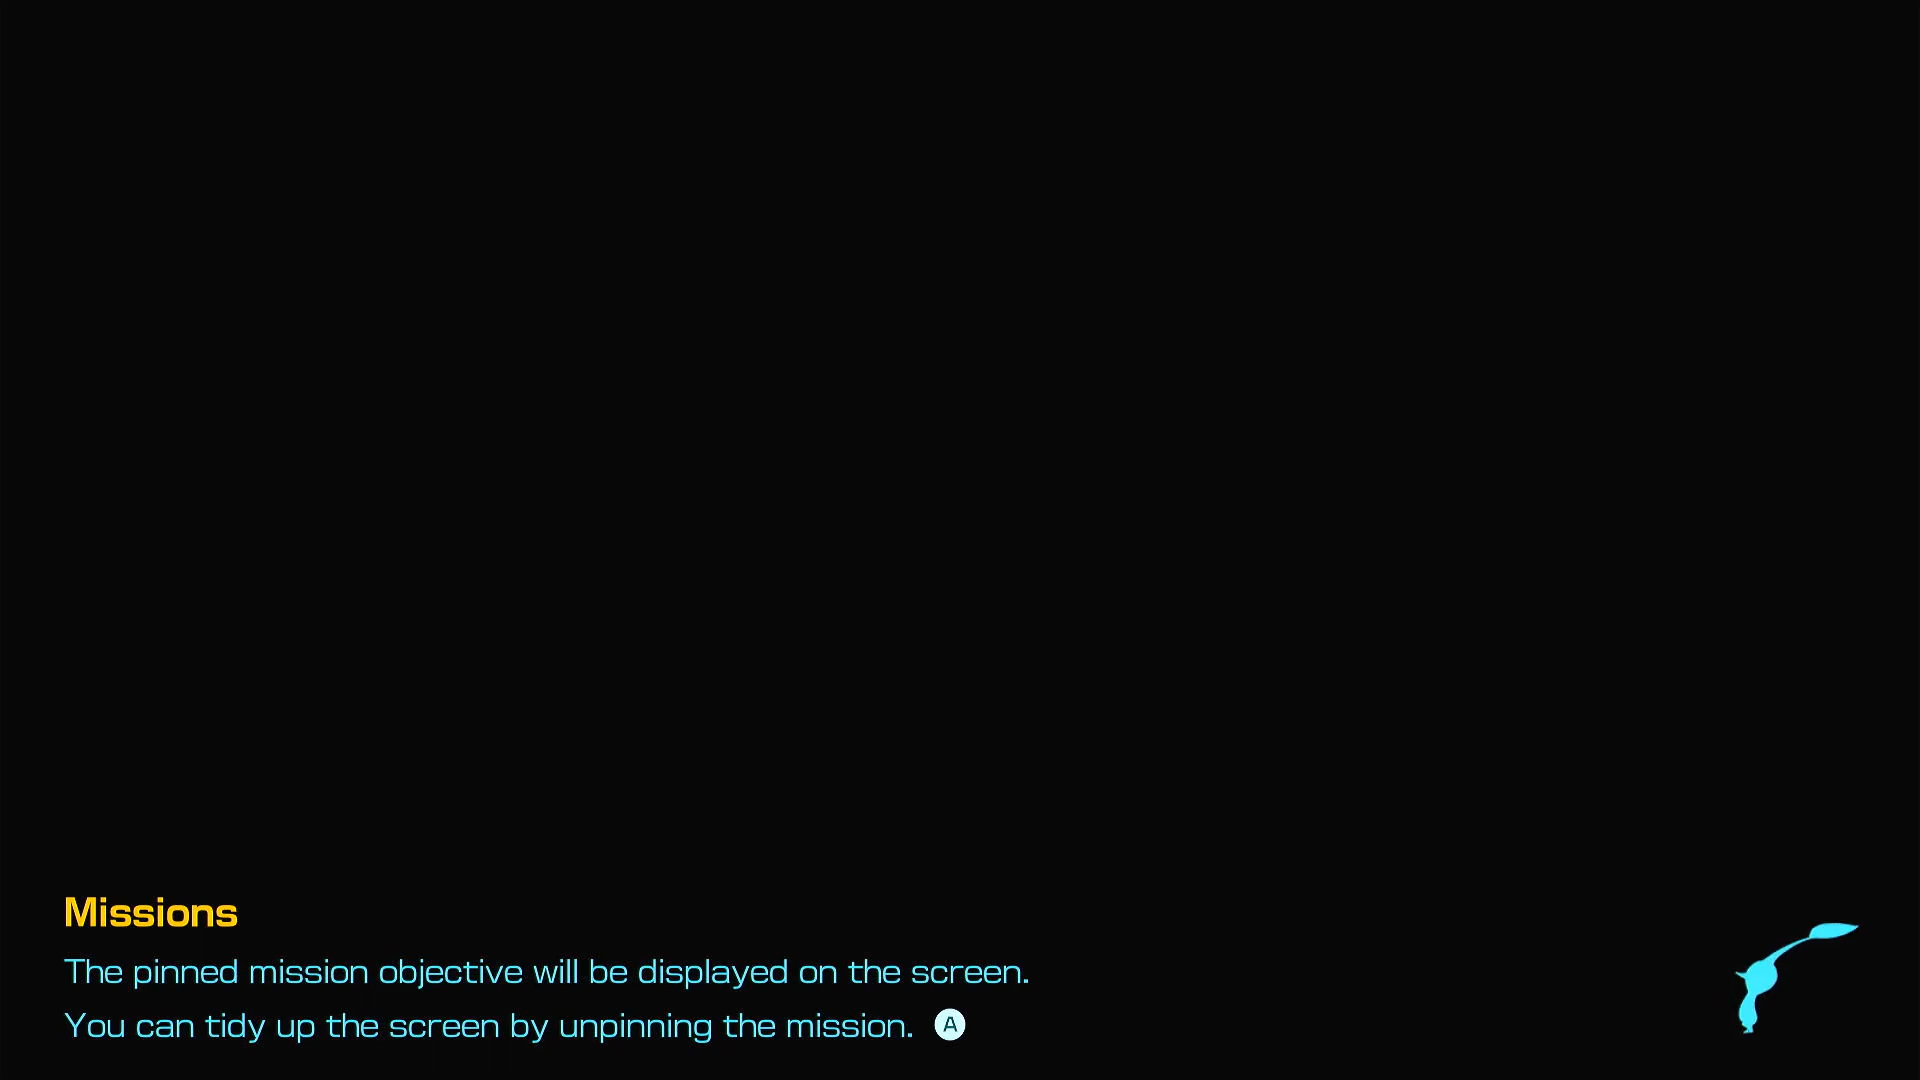 Missions
The pinned mission objective will be displayed on the screen.
You can tidy up the screen by unpinning the mission. A